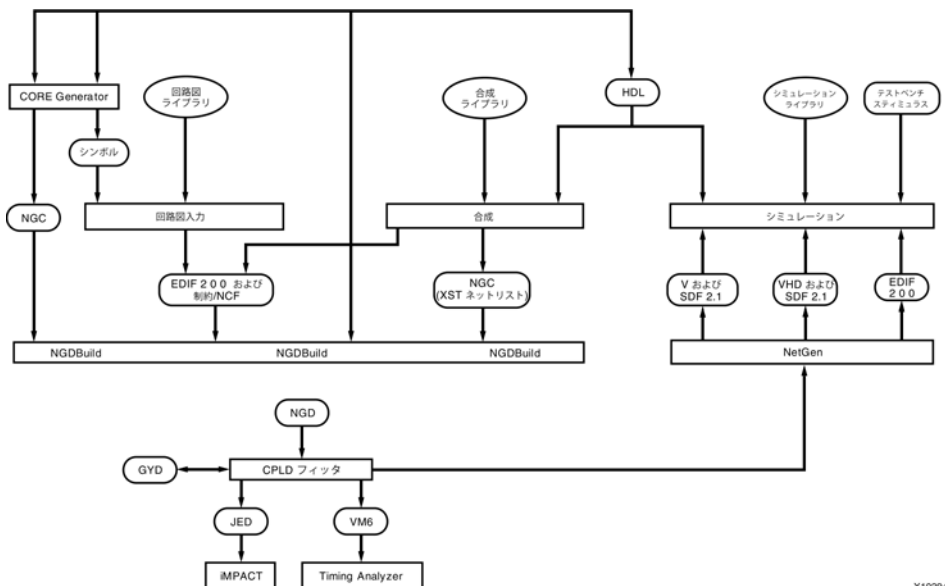 CORE Generator
回路図
ライブラリ
合成
ライブラリ
HDL
シミュレーション
ライブラリ
テストベンチ
スティミュラス
シンボル
NGC
回路図入力
合成
シミュレーション
EDIF 2 0 0 および
制約/NCF
NGC
(XST ネットリスト)
V および
SDF 2.1
VHD および
SDF 2.1
EDIF
2 0 0
NGDBuild
NGDBuild
NGDBuild
NetGen
NGD
GYD
CPLD フィッタ
JED
VM6
iMPACT
Timing Analyzer